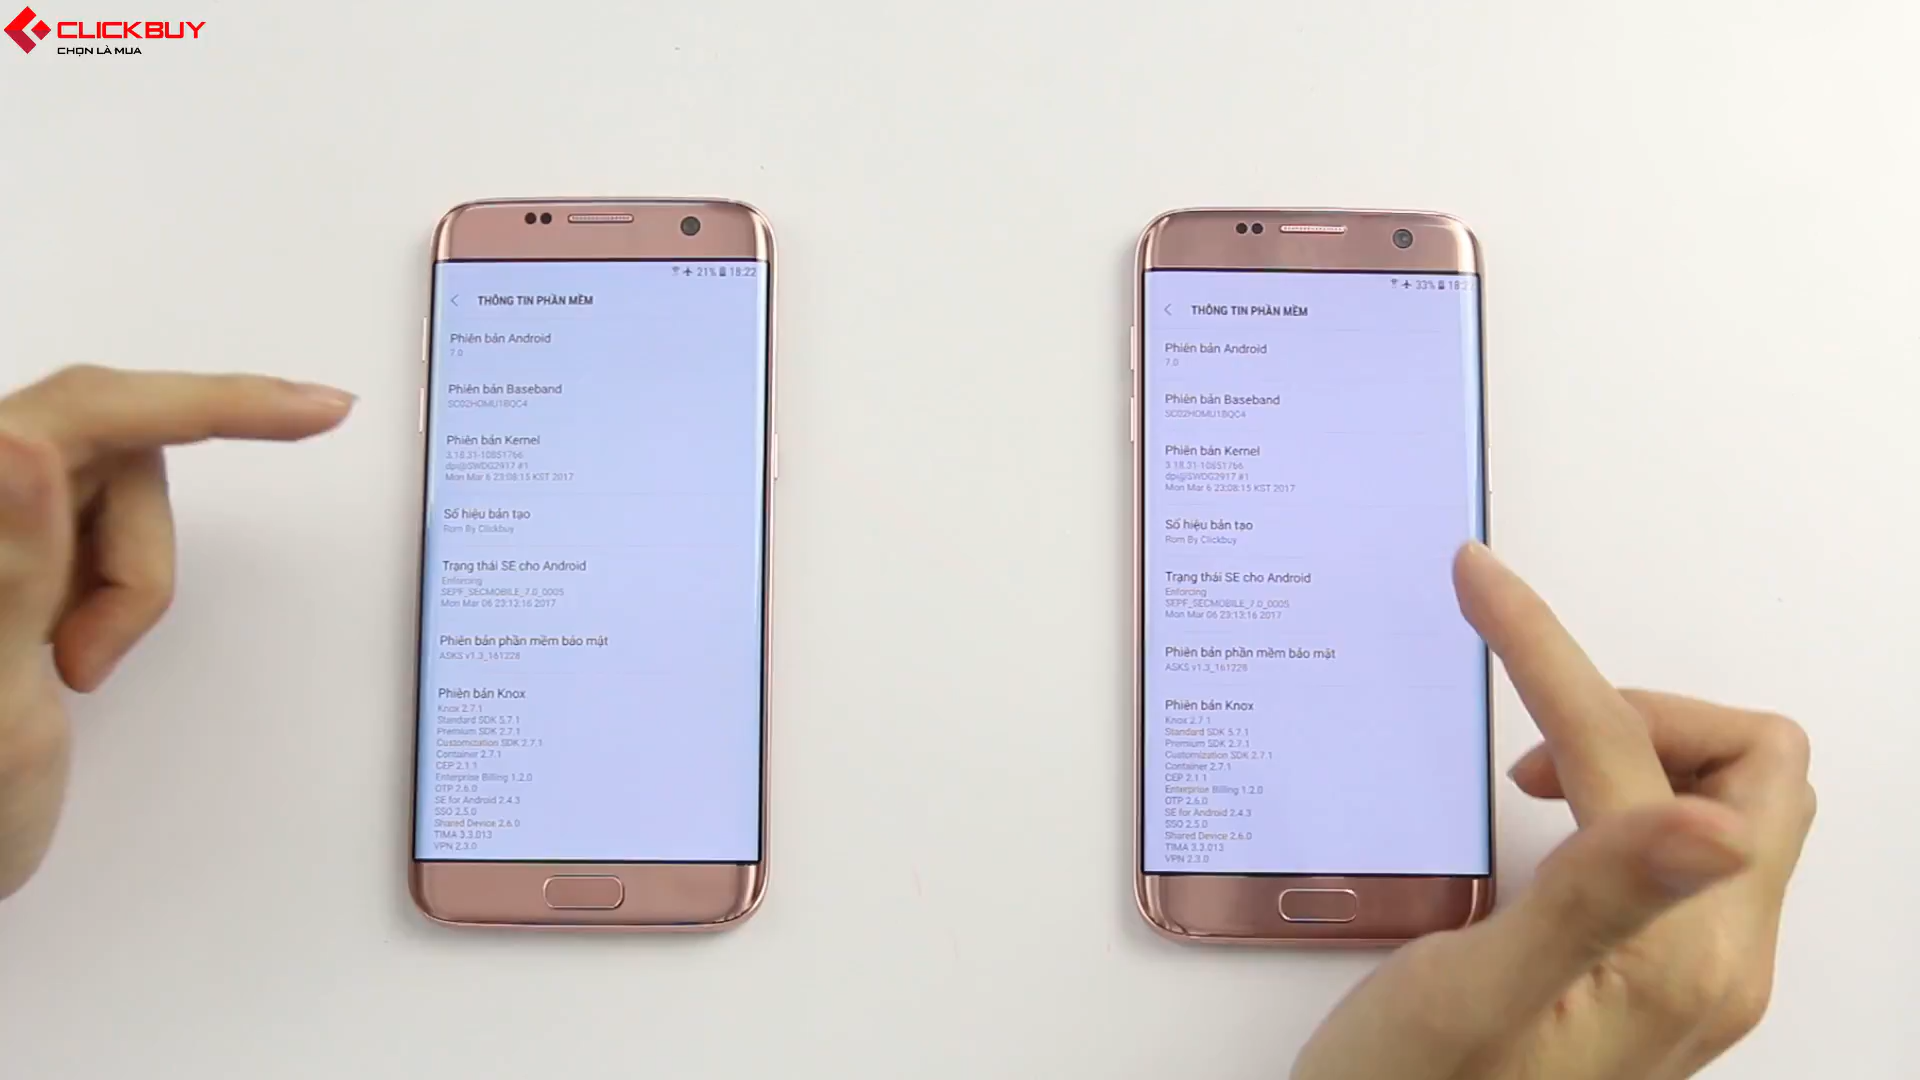 CLICKBUY
CHỌN LÀ MUA
21% 18:22
THÔNG TIN PHẦN MỀM
Phiên bản Android
7.0
Phiên bản Baseband
SC02HOMU1BQC4
Phiên bản Kernel
3.18.31-10851766
dpi@SWDG2917 #1
Mon Mar 6 23:08:15 KST 2017
Số hiệu bản tạo
Rom By Clickbuy
Trạng thái SE cho Android
Enforcing
SEPF_SECMOBILE_7.0_0005
Mon Mar 06 23:13:16 2017
Phiên bản phần mềm bảo mật
ASKS v1.3_161228
Phiên bản Knox
Knox 2.7.1
Standard SDK 5.7.1
Premium SDK 2.7.1
Customization SDK 2.7.1
Container 2.7.1
CEP 2.1.1
Enterprise Billing 1.2.0
OTP 2.6.0
SE for Android 2.4.3
SSO 2.5.0
Shared Device 2.6.0
TIMA 3.3.013
VPN 2.3.0
33%
THÔNG TIN PHẦN MỀM
Phiên bản Android
7.0
Phiên bản Baseband
SC02HOMU1BQC4
Phiên bản Kernel
3.18.31-10851766
dpi@SWDG2917 #1
Mon Mar 6 23:08:15 KST 2017
Số hiệu bản tạo
Rom By Clickbuy
Trạng thái SE cho Android
Enforcing
SEPF_SECMOBILE_7.0_0005
Mon Mar 06 23:13:16 2017
Phiên bản phần mềm bảo mật
ASKS v1.3_161228
Phiên bản Knox
Knox 2.7.1
Standard SDK 5.7.1
Premium SDK 2.7.1
Customization SDK 2.7.1
Container 2.7.1
CEP 2.1.1
Enterprise Billing 1.2.0
OTP 2.6.0
SE for Android 2.4.3
SSO 2.5.0
Shared Device 2.6.0
TIMA 3.3.013
VPN 2.3.0